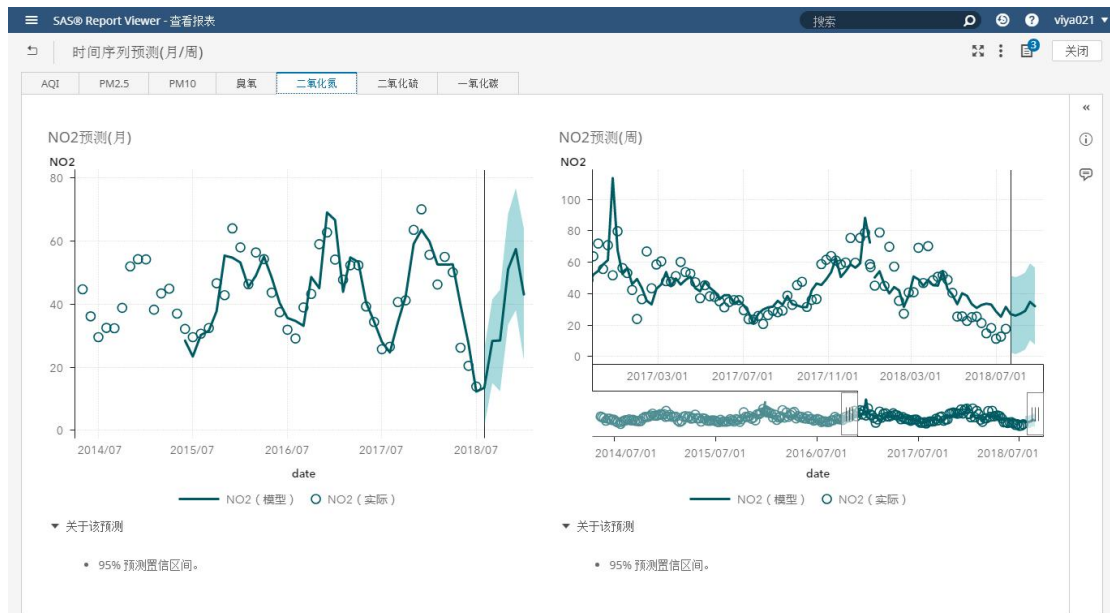 SAS® Report Viewer - 查看报表
搜索
viya021
时间序列预测(月/周)
3
关闭
AQI PM2.5 PM10 臭氧 二氧化氮 二氧化硫 一氧化碳
NO2预测(月)
NO2
80
60
40
20
0
2014/07 2015/07 2016/07 2017/07 2018/07
date
NO2（模型） NO2（实际）
关于该预测
95% 预测置信区间。
NO2预测(周)
NO2
100
80
60
40
20
0
2017/03/01 2017/07/01 2017/11/01 2018/03/01 2018/07/01
2014/07/01 2015/07/01 2016/07/01 2017/07/01 2018/07/01
date
NO2（模型） NO2（实际）
关于该预测
95% 预测置信区间。